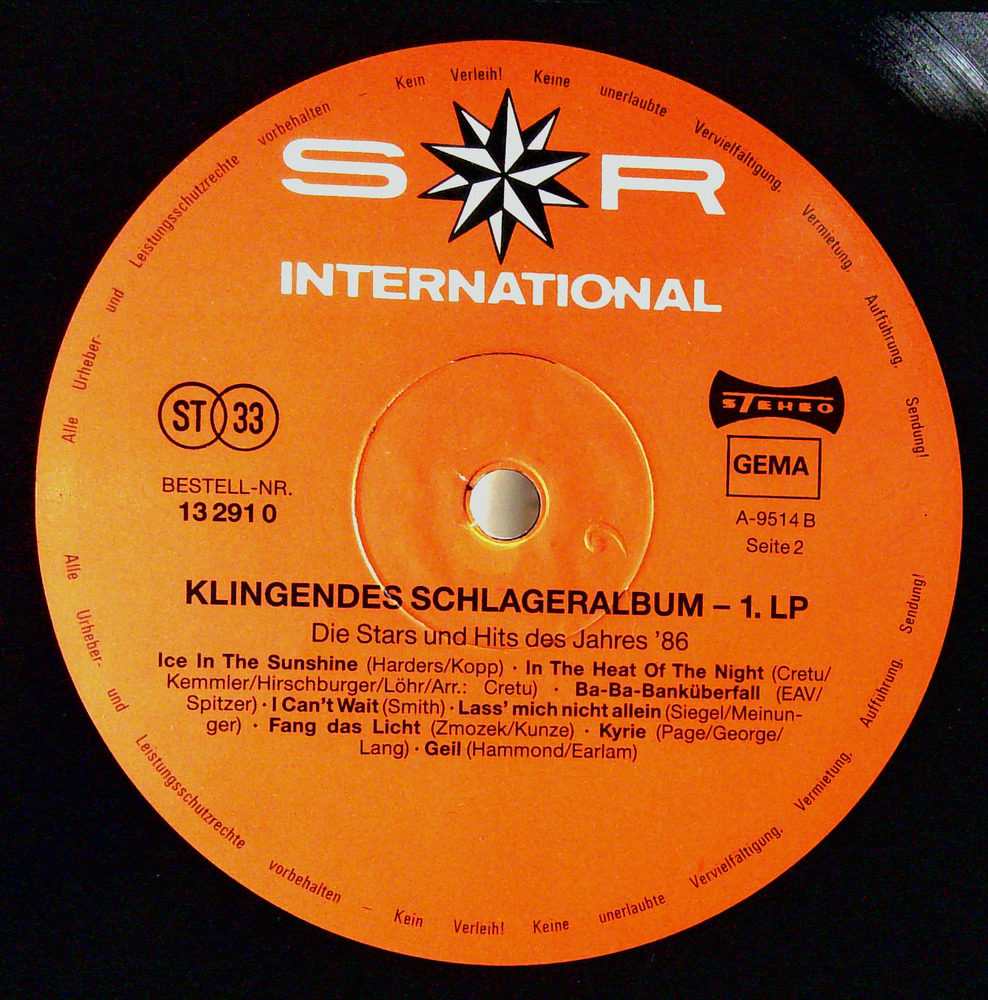 Alle Urheber- und Leistungsschutzrechte vorbehalten – Kein Verleih! Keine unerlaubte Vervielfältigung, Vermietung, Aufführung, Sendung!
S R
INTERNATIONAL
ST 33
STEREO
GEMA
BESTELL-NR.
13 291 0
A-9514 B
Seite 2
KLINGENDES SCHLAGERALBUM – 1. LP
Die Stars und Hits des Jahres '86
Ice In The Sunshine (Harders/Kopp) · In The Heat Of The Night (Cretu/
Kemmler/Hirschburger/Löhr/Arr.: Cretu) · Ba-Ba-Banküberfall (EAV/
Spitzer) · I Can't Wait (Smith) · Lass' mich nicht allein (Siegel/Meinun-
ger) · Fang das Licht (Zmozek/Kunze) · Kyrie (Page/George/
Lang) · Geil (Hammond/Earlam)
Alle Urheber- und Leistungsschutzrechte vorbehalten – Kein Verleih! Keine unerlaubte Vervielfältigung, Vermietung, Aufführung, Sendung!